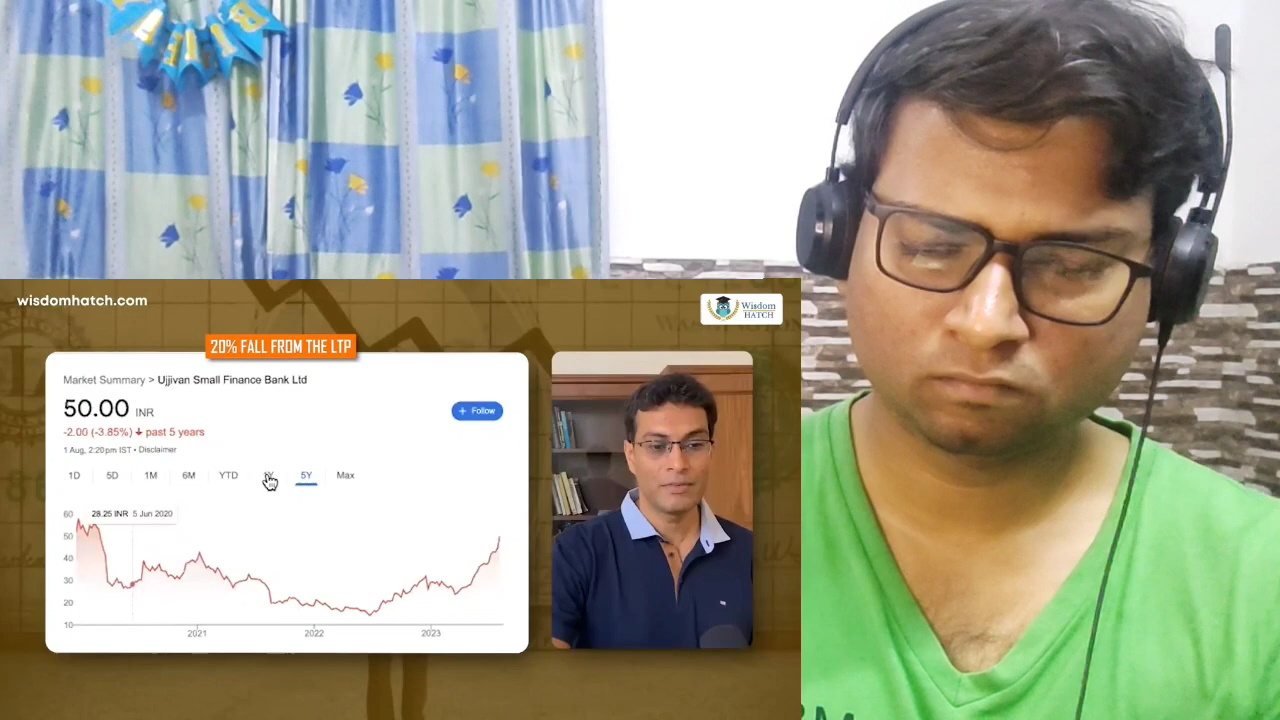 wisdomhatch.com
Wisdom
HATCH
20% FALL FROM THE LTP
Market Summary > Ujjivan Small Finance Bank Ltd
50.00 INR
+ Follow
-2.00 (-3.85%) ↓ past 5 years
1 Aug, 2:20 pm IST • Disclaimer
1D 5D 1M 6M YTD 5Y Max
28.25 INR 5 Jun 2020
60
50
40
30
20
10
2021 2022 2023